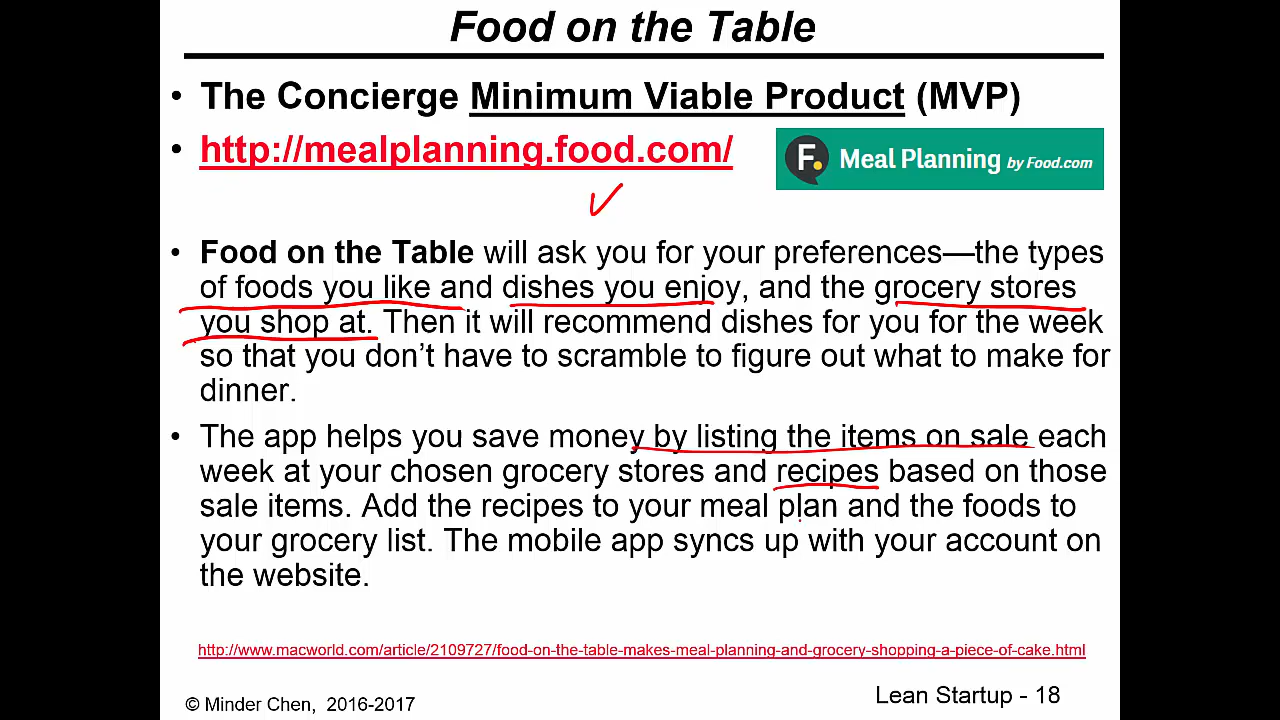 Food on the Table
• The Concierge Minimum Viable Product (MVP)
• http://mealplanning.food.com/
F. Meal Planning by Food.com
• Food on the Table will ask you for your preferences—the types
of foods you like and dishes you enjoy, and the grocery stores
you shop at. Then it will recommend dishes for you for the week
so that you don’t have to scramble to figure out what to make for
dinner.
• The app helps you save money by listing the items on sale each
week at your chosen grocery stores and recipes based on those
sale items. Add the recipes to your meal plan and the foods to
your grocery list. The mobile app syncs up with your account on
the website.
http://www.macworld.com/article/2109727/food-on-the-table-makes-meal-planning-and-grocery-shopping-a-piece-of-cake.html
© Minder Chen, 2016-2017
Lean Startup - 18